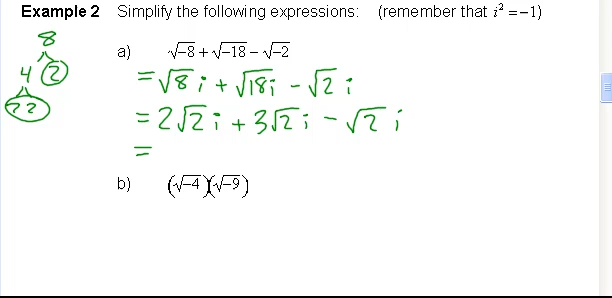 Example 2 Simplify the following expressions: (remember that i² = -1)
8
a) √-8 + √-18 - √-2
4 2
= √8 i + √18 i - √2 i
2 2
= 2√2 i + 3√2 i - √2 i
=
b) (√-4)(√-9)